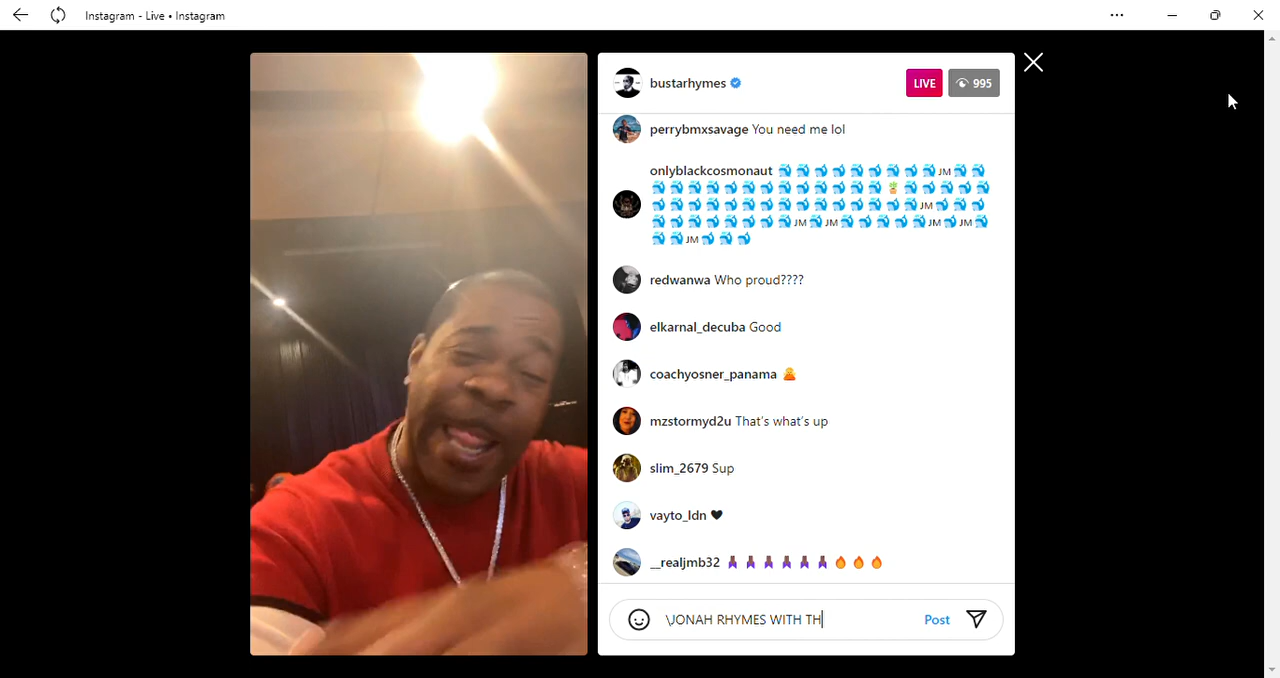 Instagram - Live • Instagram
bustarhymes
LIVE
995
perrybmxsavage You need me lol
onlyblackcosmonaut 🐳🐳🐳🐳🐳🐳🐳🐳🐳🇯🇲🐳🐳
🐳🐳🐳🐳🐳🐳🐳🐳🐳🐳🐳🐳🐳🪴🐳🐳🐳🐳🐳
🐳🐳🐳🐳🐳🐳🐳🐳🐳🐳🐳🐳🐳🐳🐳🇯🇲🐳🐳🐳
🐳🐳🐳🐳🐳🐳🐳🐳🇯🇲🐳🇯🇲🐳🐳🐳🐳🐳🇯🇲🐳🇯🇲🐳
🐳🐳🇯🇲🐳🐳🐳
redwanwa Who proud????
elkarnal_decuba Good
coachyosner_panama 🙅
mzstormyd2u That's what's up
slim_2679 Sup
vayto_ldn 🖤
__realjmb32 🧘🏾‍♀️🧘🏾‍♀️🧘🏾‍♀️🧘🏾‍♀️🧘🏾‍♀️🧘🏾‍♀️🔥🔥🔥
\JONAH RHYMES WITH TH
Post